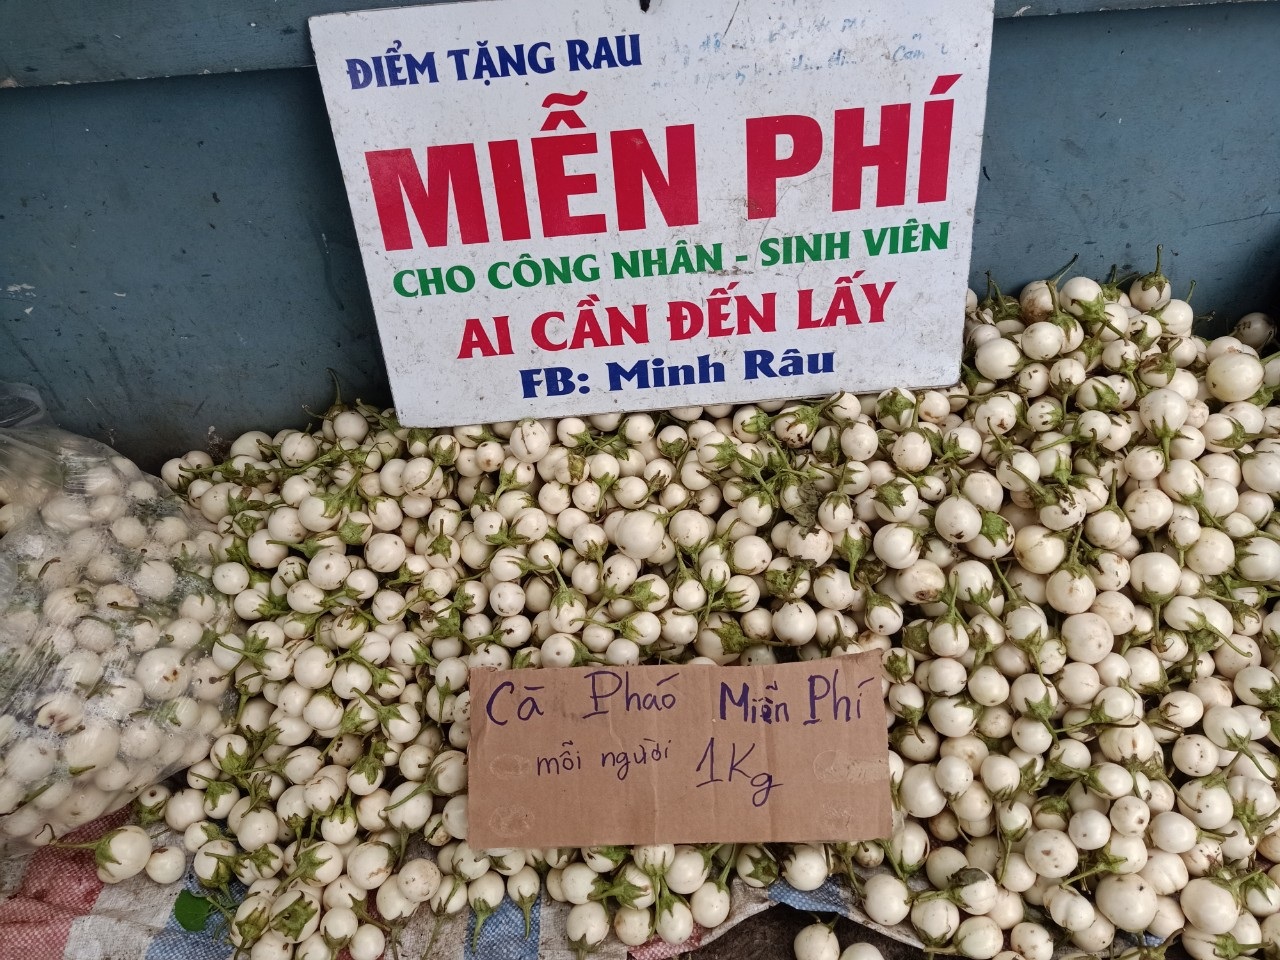 ĐIỂM TẶNG RAU
MIỄN PHÍ
CHO CÔNG NHÂN - SINH VIÊN
AI CẦN ĐẾN LẤY
FB: Minh Râu
Cà Pháo Miễn Phí
mỗi người 1Kg